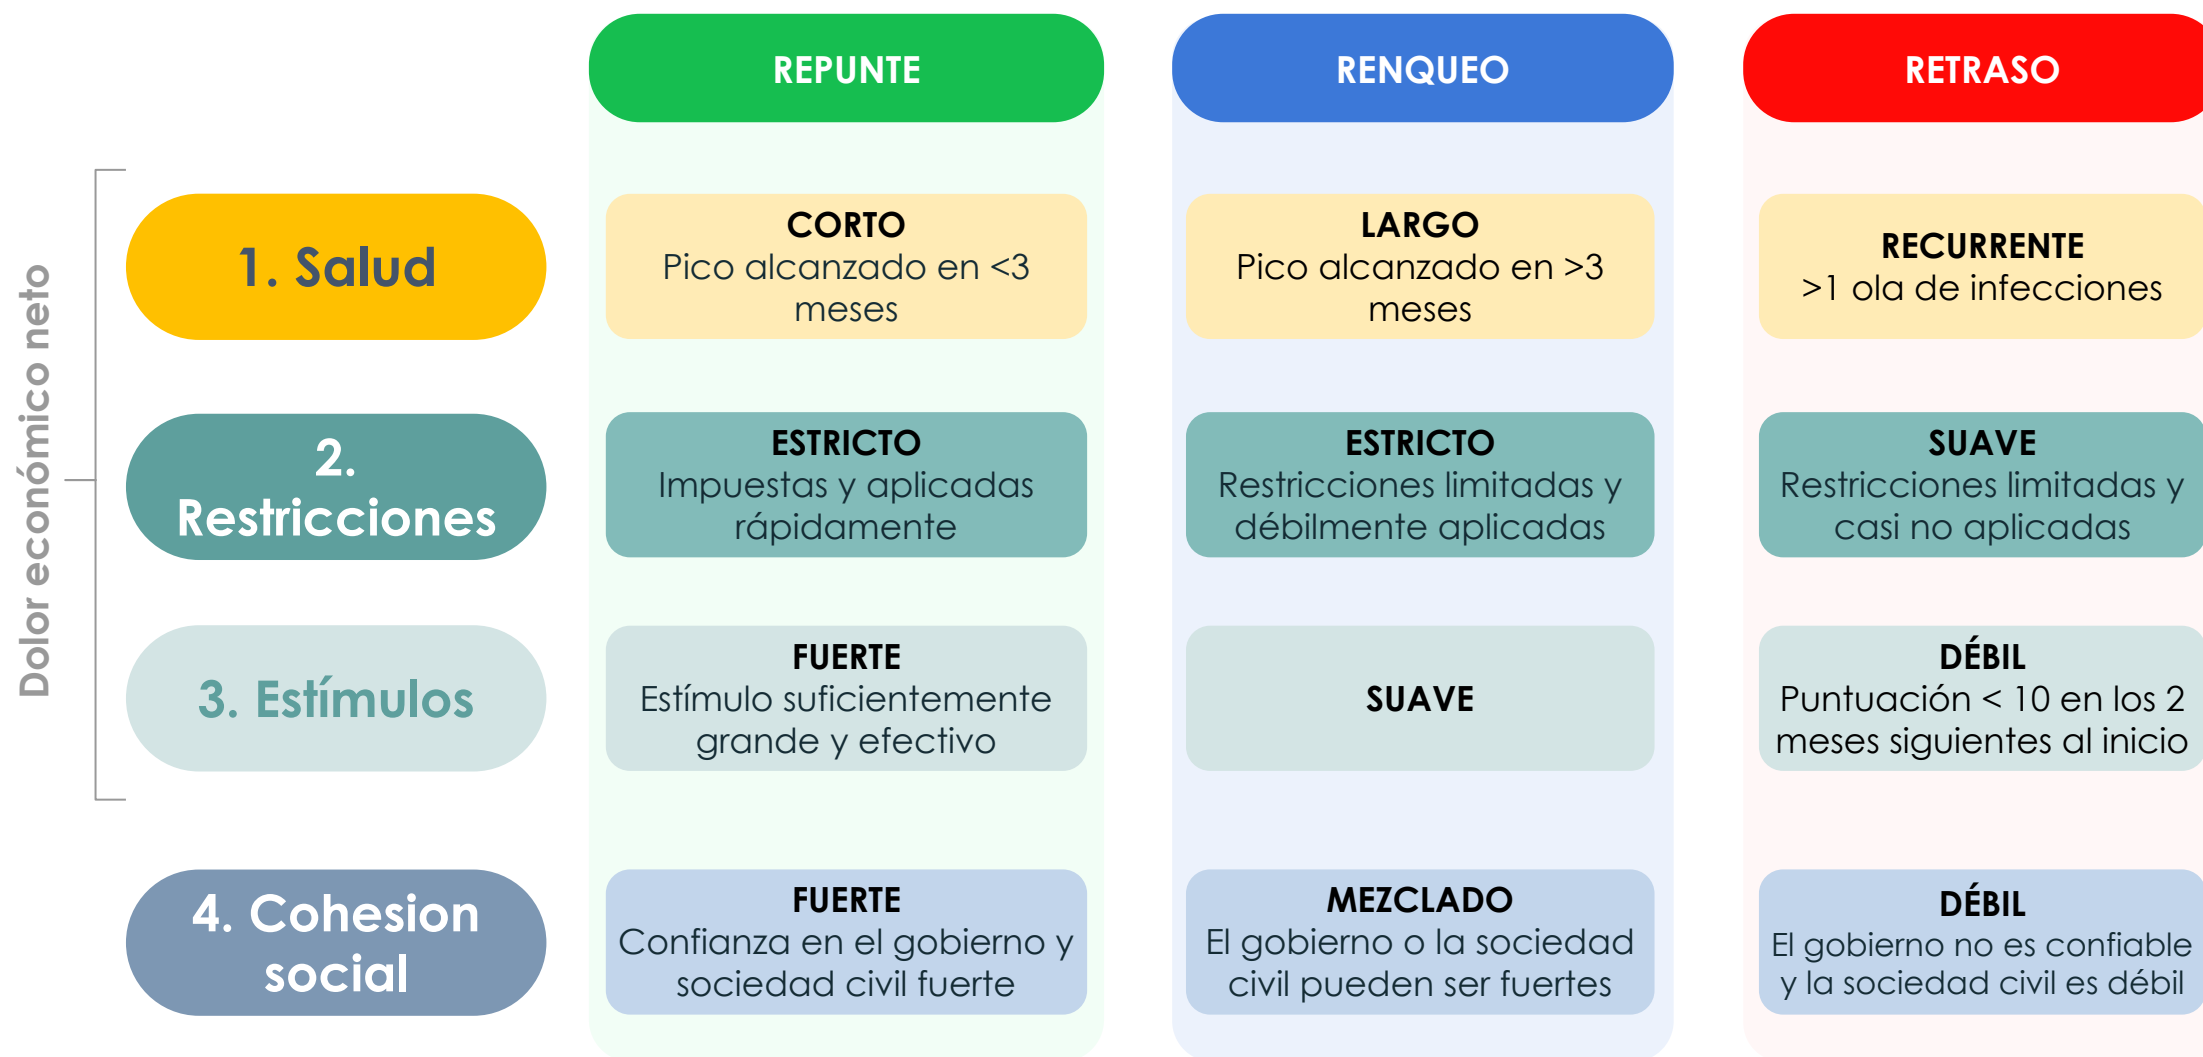 REPUNTE
RENQUEO
RETRASO
Dolor económico neto
1. Salud
CORTO
Pico alcanzado en <3
meses
LARGO
Pico alcanzado en >3
meses
RECURRENTE
>1 ola de infecciones
2.
Restricciones
ESTRICTO
Impuestas y aplicadas
rápidamente
ESTRICTO
Restricciones limitadas y
débilmente aplicadas
SUAVE
Restricciones limitadas y
casi no aplicadas
3. Estímulos
FUERTE
Estímulo suficientemente
grande y efectivo
SUAVE
DÉBIL
Puntuación < 10 en los 2
meses siguientes al inicio
4. Cohesion
social
FUERTE
Confianza en el gobierno y
sociedad civil fuerte
MEZCLADO
El gobierno o la sociedad
civil pueden ser fuertes
DÉBIL
El gobierno no es confiable
y la sociedad civil es débil